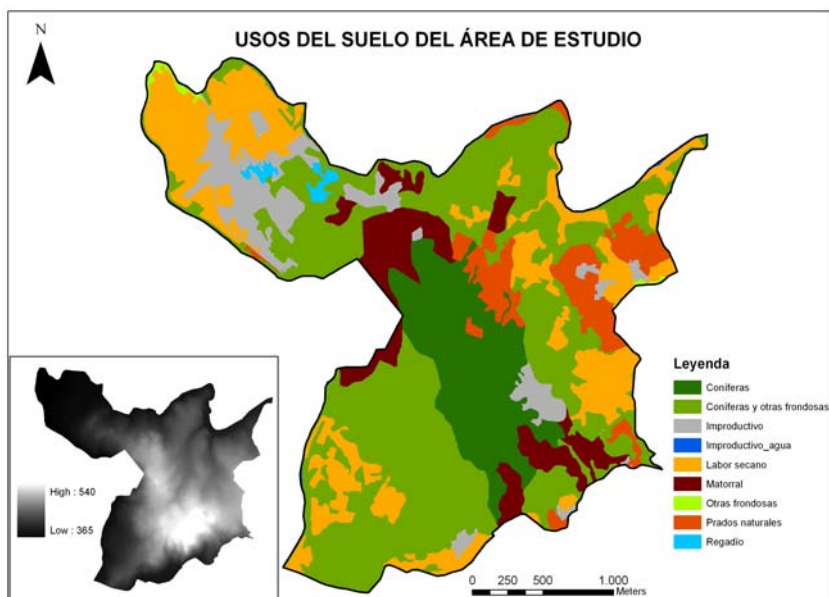 N
USOS DEL SUELO DEL ÁREA DE ESTUDIO
Leyenda
Coníferas
Coníferas y otras frondosas
Improductivo
Improductivo_agua
Labor secano
Matorral
Otras frondosas
Prados naturales
Regadío
High : 540
Low : 365
0 250 500 1.000
Meters